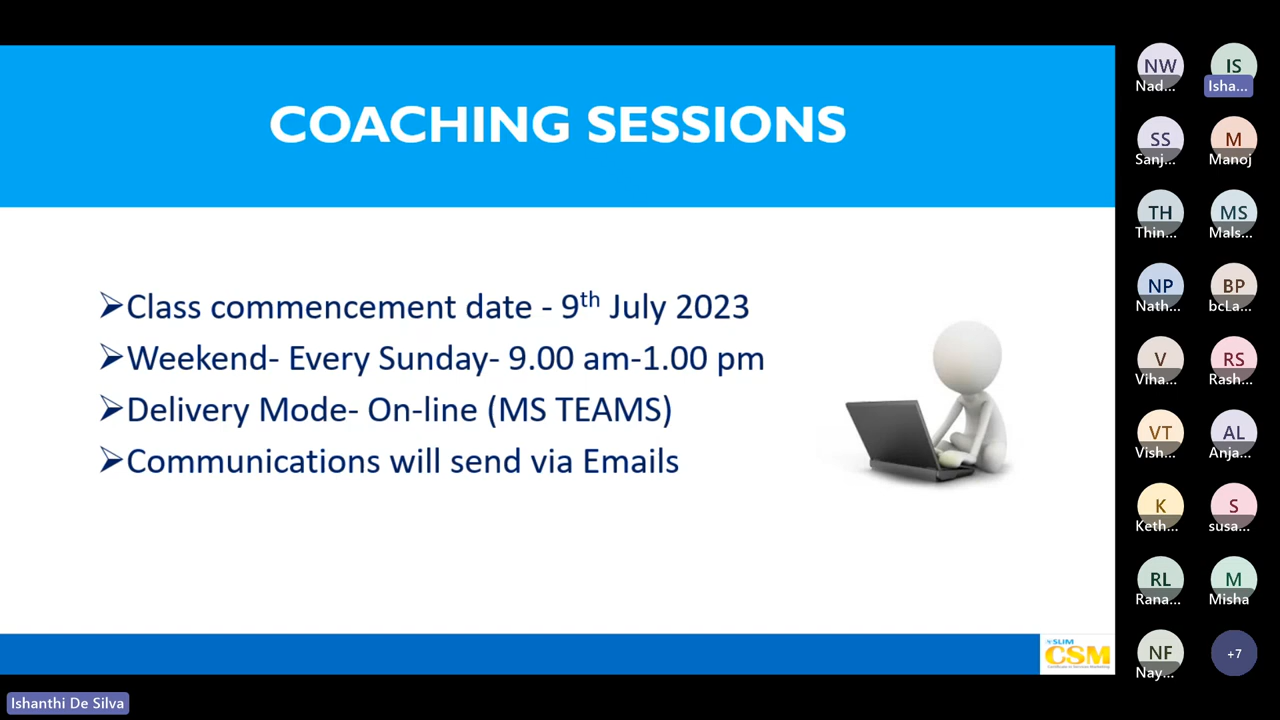 COACHING SESSIONS
➢Class commencement date - 9th July 2023
➢Weekend- Every Sunday- 9.00 am-1.00 pm
➢Delivery Mode- On-line (MS TEAMS)
➢Communications will send via Emails
SLIM
CSM
Ishanthi De Silva
NW
Nad...
IS
Isha...
SS
Sanj...
M
Manoj
TH
Thin...
MS
Mals...
NP
Nath...
BP
bcLa...
V
Viha...
RS
Rash...
VT
Vish...
AL
Anja...
K
Keth...
S
susa...
RL
Rana...
M
Misha
NF
Nay...
+7